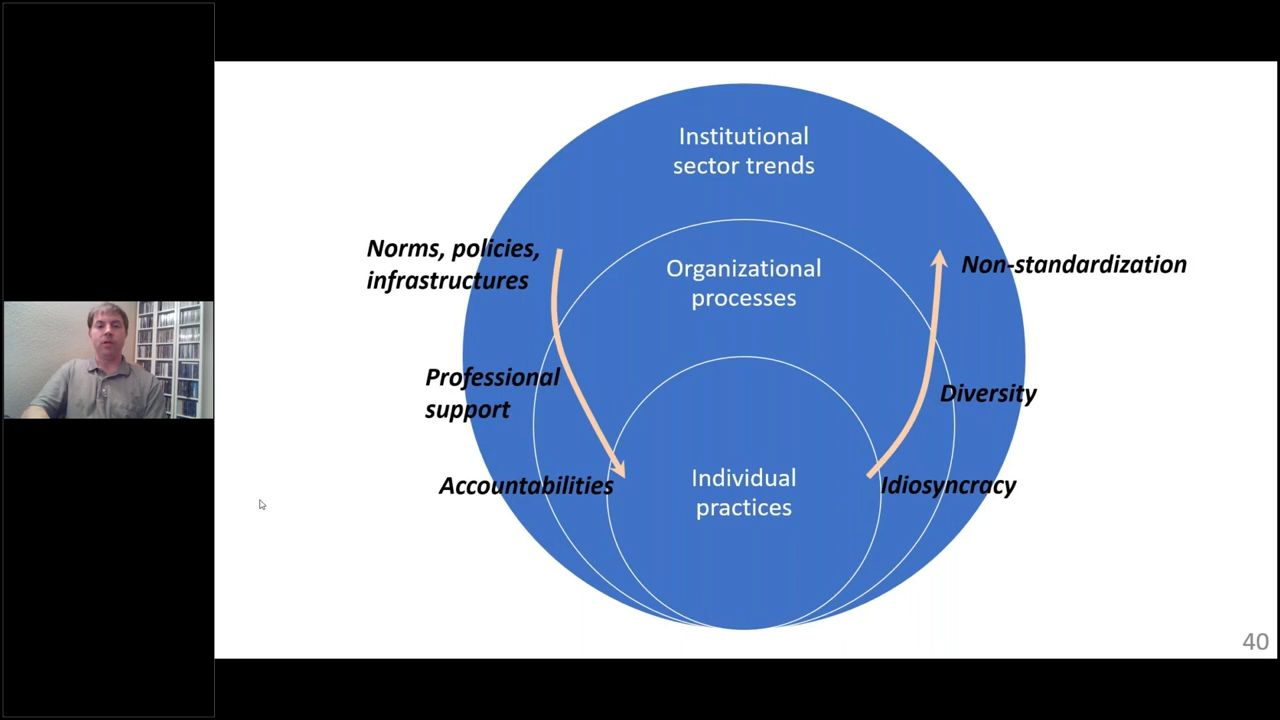 Institutional
sector trends
Norms, policies,
infrastructures
Organizational
processes
Non-standardization
Professional
support
Diversity
Accountabilities
Individual
practices
Idiosyncracy
40